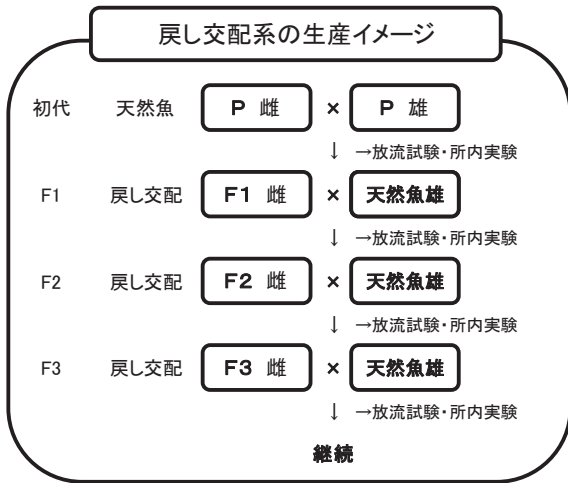 戻し交配系の生産イメージ
初代 天然魚 P 雌 × P 雄
↓ →放流試験・所内実験
F1 戻し交配 F1 雌 × 天然魚雄
↓ →放流試験・所内実験
F2 戻し交配 F2 雌 × 天然魚雄
↓ →放流試験・所内実験
F3 戻し交配 F3 雌 × 天然魚雄
↓ →放流試験・所内実験
継続